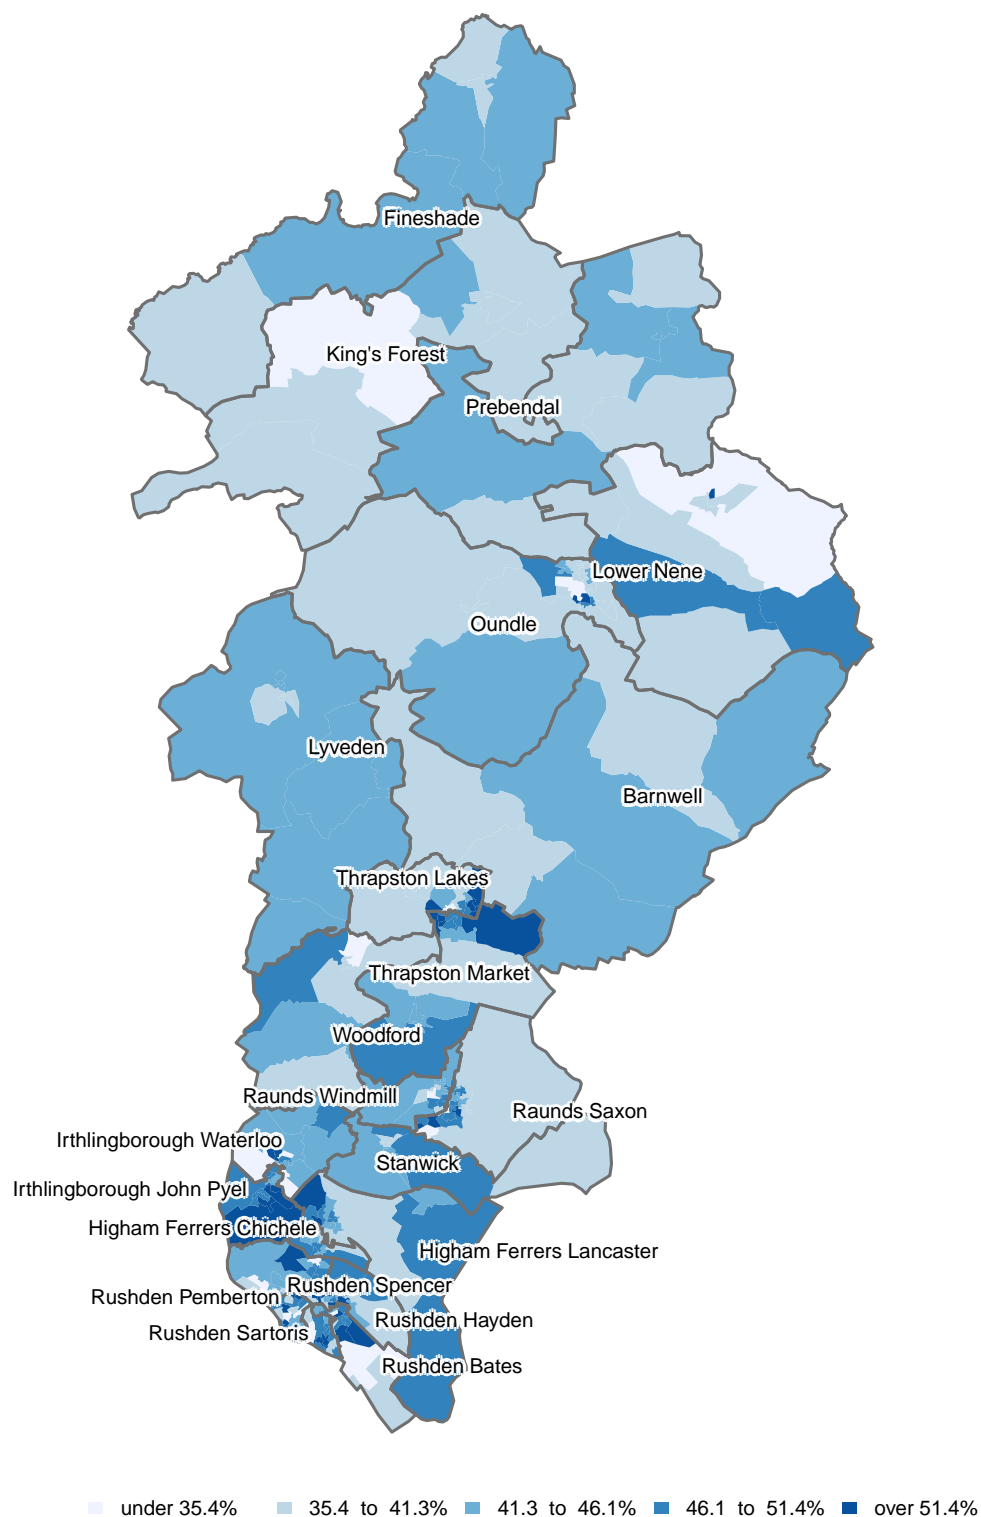 Fineshade
King's Forest
Prebendal
Lower Nene
Oundle
Lyveden
Barnwell
Thrapston Lakes
Thrapston Market
Woodford
Raunds Windmill
Raunds Saxon
Irthlingborough Waterloo
Stanwick
Irthlingborough John Pyel
Higham Ferrers Chichele
Higham Ferrers Lancaster
Rushden Spencer
Rushden Pemberton
Rushden Hayden
Rushden Sartoris
Rushden Bates
under 35.4% 35.4 to 41.3% 41.3 to 46.1% 46.1 to 51.4% over 51.4%